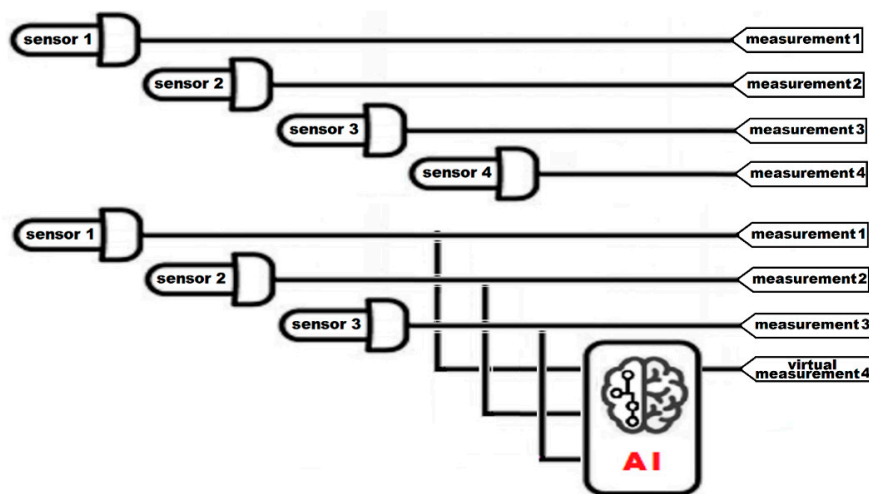 sensor 1
measurement1
sensor 2
measurement2
sensor 3
measurement3
sensor 4
measurement4
sensor 1
measurement1
sensor 2
measurement2
sensor 3
measurement3
virtual
measurement4
AI